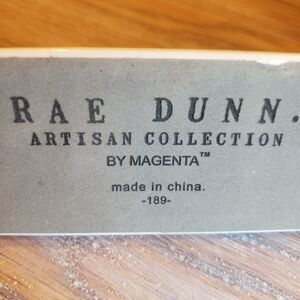 RAE DUNN.
ARTISAN COLLECTION
BY MAGENTA™
made in china.
-189-